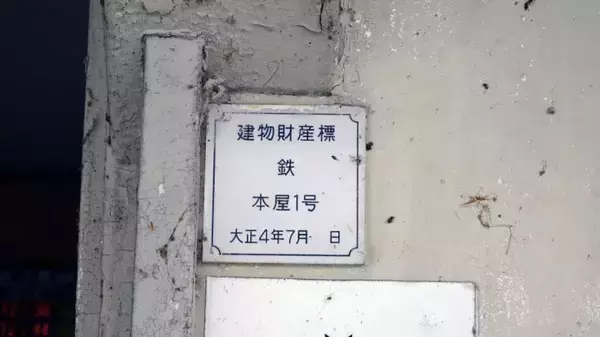 建物財産標
鉄
本屋1号
大正4年7月 日